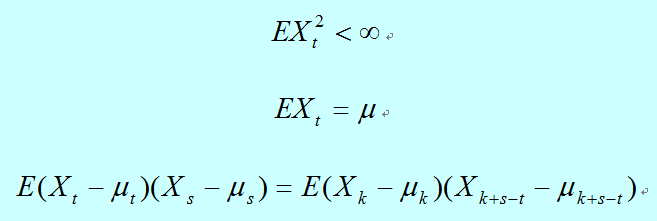 EX_t^2 < ∞
EX_t = μ
E(X_t − μ_t)(X_s − μ_s) = E(X_k − μ_k)(X_{k+s−t} − μ_{k+s−t})